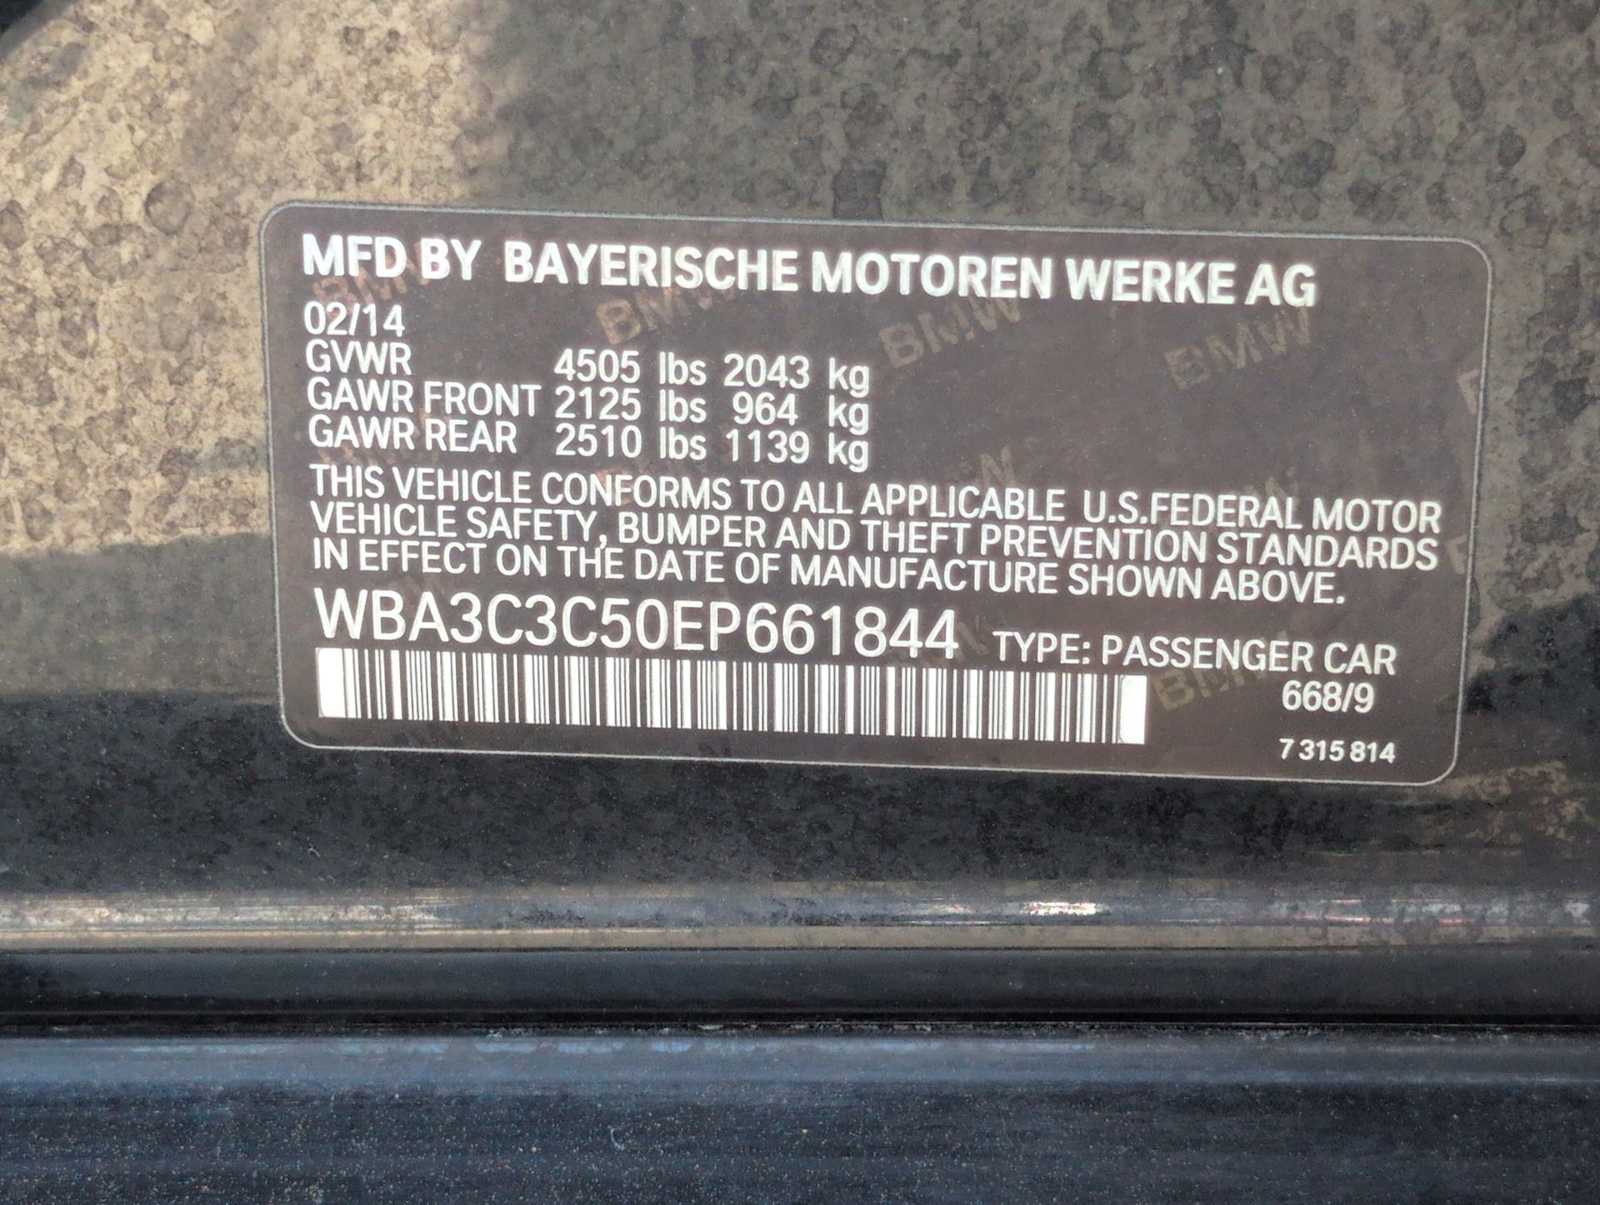 MFD BY BAYERISCHE MOTOREN WERKE AG
02/14
GVWR 4505 lbs 2043 kg
GAWR FRONT 2125 lbs 964 kg
GAWR REAR 2510 lbs 1139 kg
THIS VEHICLE CONFORMS TO ALL APPLICABLE U.S.FEDERAL MOTOR
VEHICLE SAFETY, BUMPER AND THEFT PREVENTION STANDARDS
IN EFFECT ON THE DATE OF MANUFACTURE SHOWN ABOVE.
WBA3C3C50EP661844 TYPE: PASSENGER CAR
668/9
7 315 814